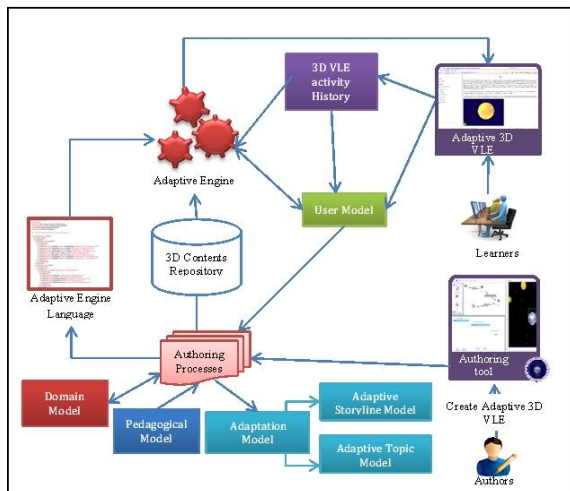 3D VLE
activity
History
Adaptive 3D
VLE
Adaptive Engine
User Model
Learners
3D Contents
Repository
Adaptive Engine
Language
Authoring
Processes
Authoring
tool
Domain
Model
Pedagogical
Model
Adaptation
Model
Adaptive
Storyline Model
Adaptive Topic
Model
Create Adaptive 3D
VLE
Authors